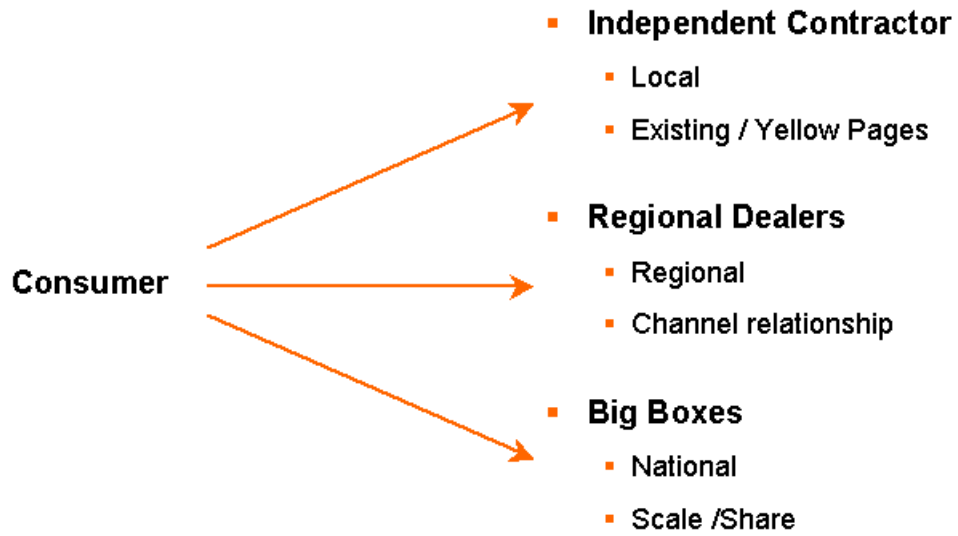 Independent Contractor
Local
Existing / Yellow Pages
Regional Dealers
Consumer
Regional
Channel relationship
Big Boxes
National
Scale /Share